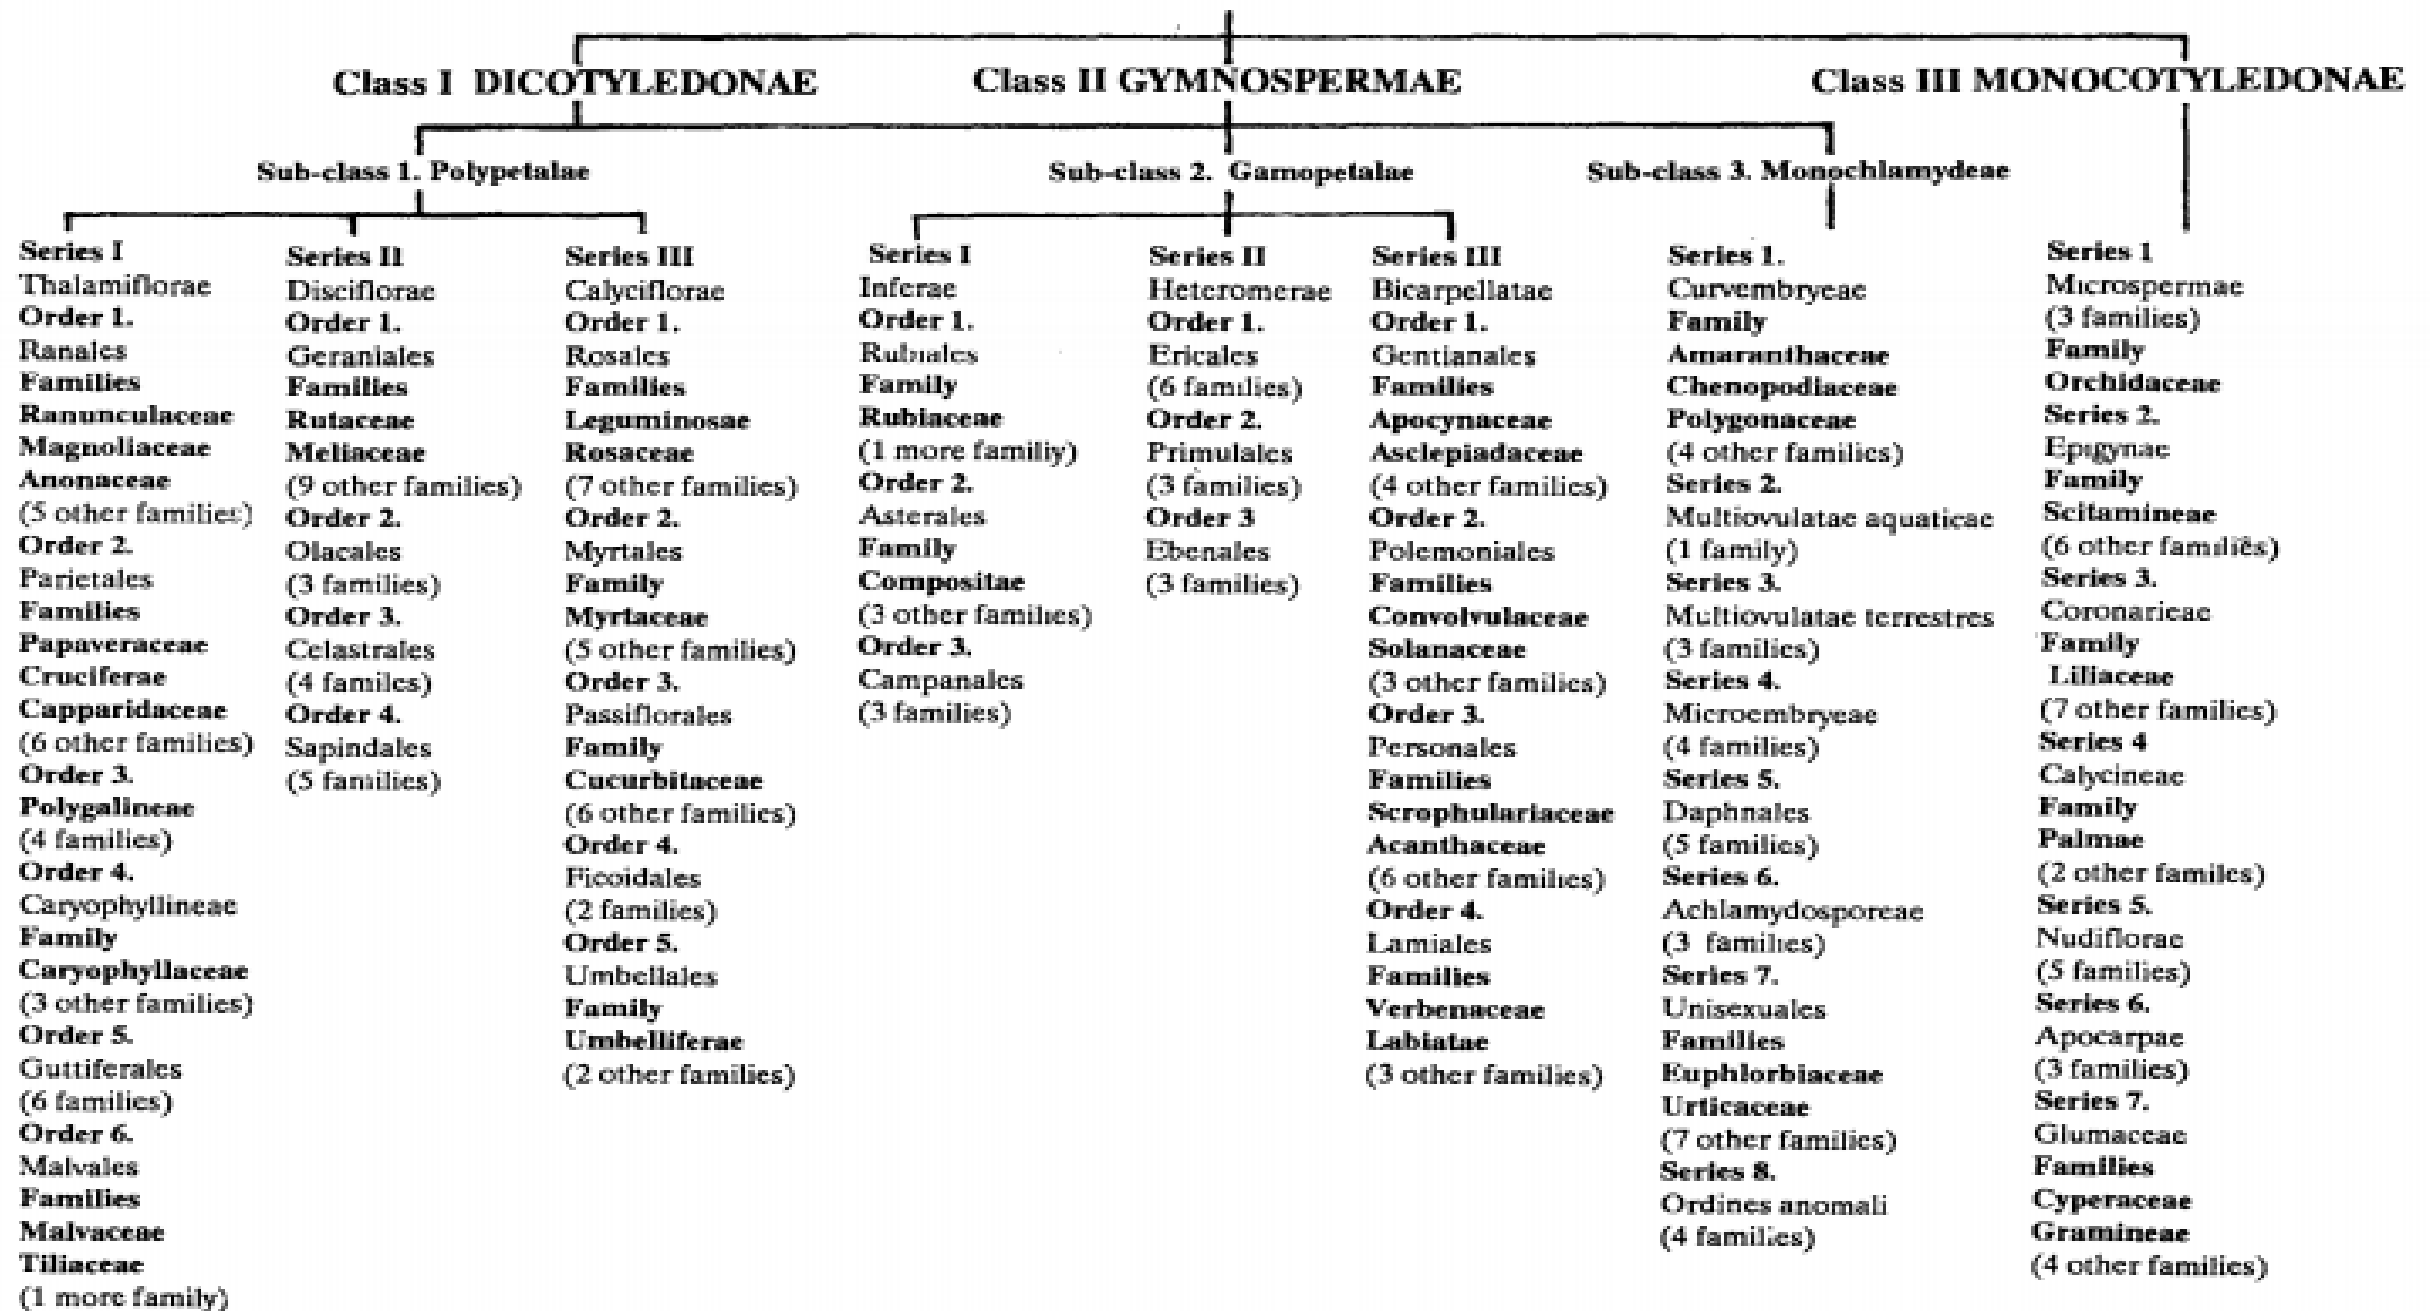 Class I DICOTYLEDONAE
Class II GYMNOSPERMAE
Class III MONOCOTYLEDONAE
Sub-class 1. Polypetalae
Sub-class 2. Gamopetalae
Sub-class 3. Monochlamydeae
Series I
Thalamiflorae
Order 1.
Ranales
Families
Ranunculaceae
Magnoliaceae
Anonaceae
(5 other families)
Order 2.
Parietales
Families
Papaveraceae
Cruciferae
Capparidaceae
(6 other families)
Order 3.
Polygalineae
(4 families)
Order 4.
Caryophyllineae
Family
Caryophyllaceae
(3 other families)
Order 5.
Guttiferales
(6 families)
Order 6.
Malvales
Families
Malvaceae
Tiliaceae
(1 more family)
Series II
Disciflorae
Order 1.
Geraniales
Families
Rutaceae
Meliaceae
(9 other families)
Order 2.
Olacales
(3 families)
Order 3.
Celastrales
(4 familes)
Order 4.
Sapindales
(5 families)
Series III
Calyciflorae
Order 1.
Rosales
Families
Leguminosae
Rosaceae
(7 other families)
Order 2.
Myrtales
Family
Myrtaceae
(5 other families)
Order 3.
Passiflorales
Family
Cucurbitaceae
(6 other families)
Order 4.
Ficoidales
(2 families)
Order 5.
Umbellales
Family
Umbelliferae
(2 other families)
Series I
Inferae
Order 1.
Rubiales
Family
Rubiaceae
(1 more familiy)
Order 2.
Asterales
Family
Compositae
(3 other families)
Order 3.
Campanales
(3 families)
Series II
Heteromerae
Order 1.
Ericales
(6 families)
Order 2.
Primulales
(3 families)
Order 3
Ebenales
(3 families)
Series III
Bicarpellatae
Order 1.
Gentianales
Families
Apocynaceae
Asclepiadaceae
(4 other families)
Order 2.
Polemoniales
Families
Convolvulaceae
Solanaceae
(3 other families)
Order 3.
Personales
Families
Scrophulariaceae
Acanthaceae
(6 other families)
Order 4.
Lamiales
Families
Verbenaceae
Labiatae
(3 other families)
Series 1.
Curvembryeae
Family
Amaranthaceae
Chenopodiaceae
Polygonaceae
(4 other families)
Series 2.
Multiovulatae aquaticae
(1 family)
Series 3.
Multiovulatae terrestres
(3 families)
Series 4.
Microembryeae
(4 families)
Series 5.
Daphnales
(5 families)
Series 6.
Achlamydosporeae
(3 families)
Series 7.
Unisexuales
Families
Euphlorbiaceae
Urticaceae
(7 other families)
Series 8.
Ordines anomali
(4 families)
Series 1
Microspermae
(3 families)
Family
Orchidaceae
Series 2.
Epigynae
Family
Scitamineae
(6 other families)
Series 3.
Coronarieae
Family
Liliaceae
(7 other families)
Series 4
Calycineae
Family
Palmae
(2 other familes)
Series 5.
Nudiflorae
(5 families)
Series 6.
Apocarpae
(3 families)
Series 7.
Glumaceae
Families
Cyperaceae
Gramineae
(4 other families)